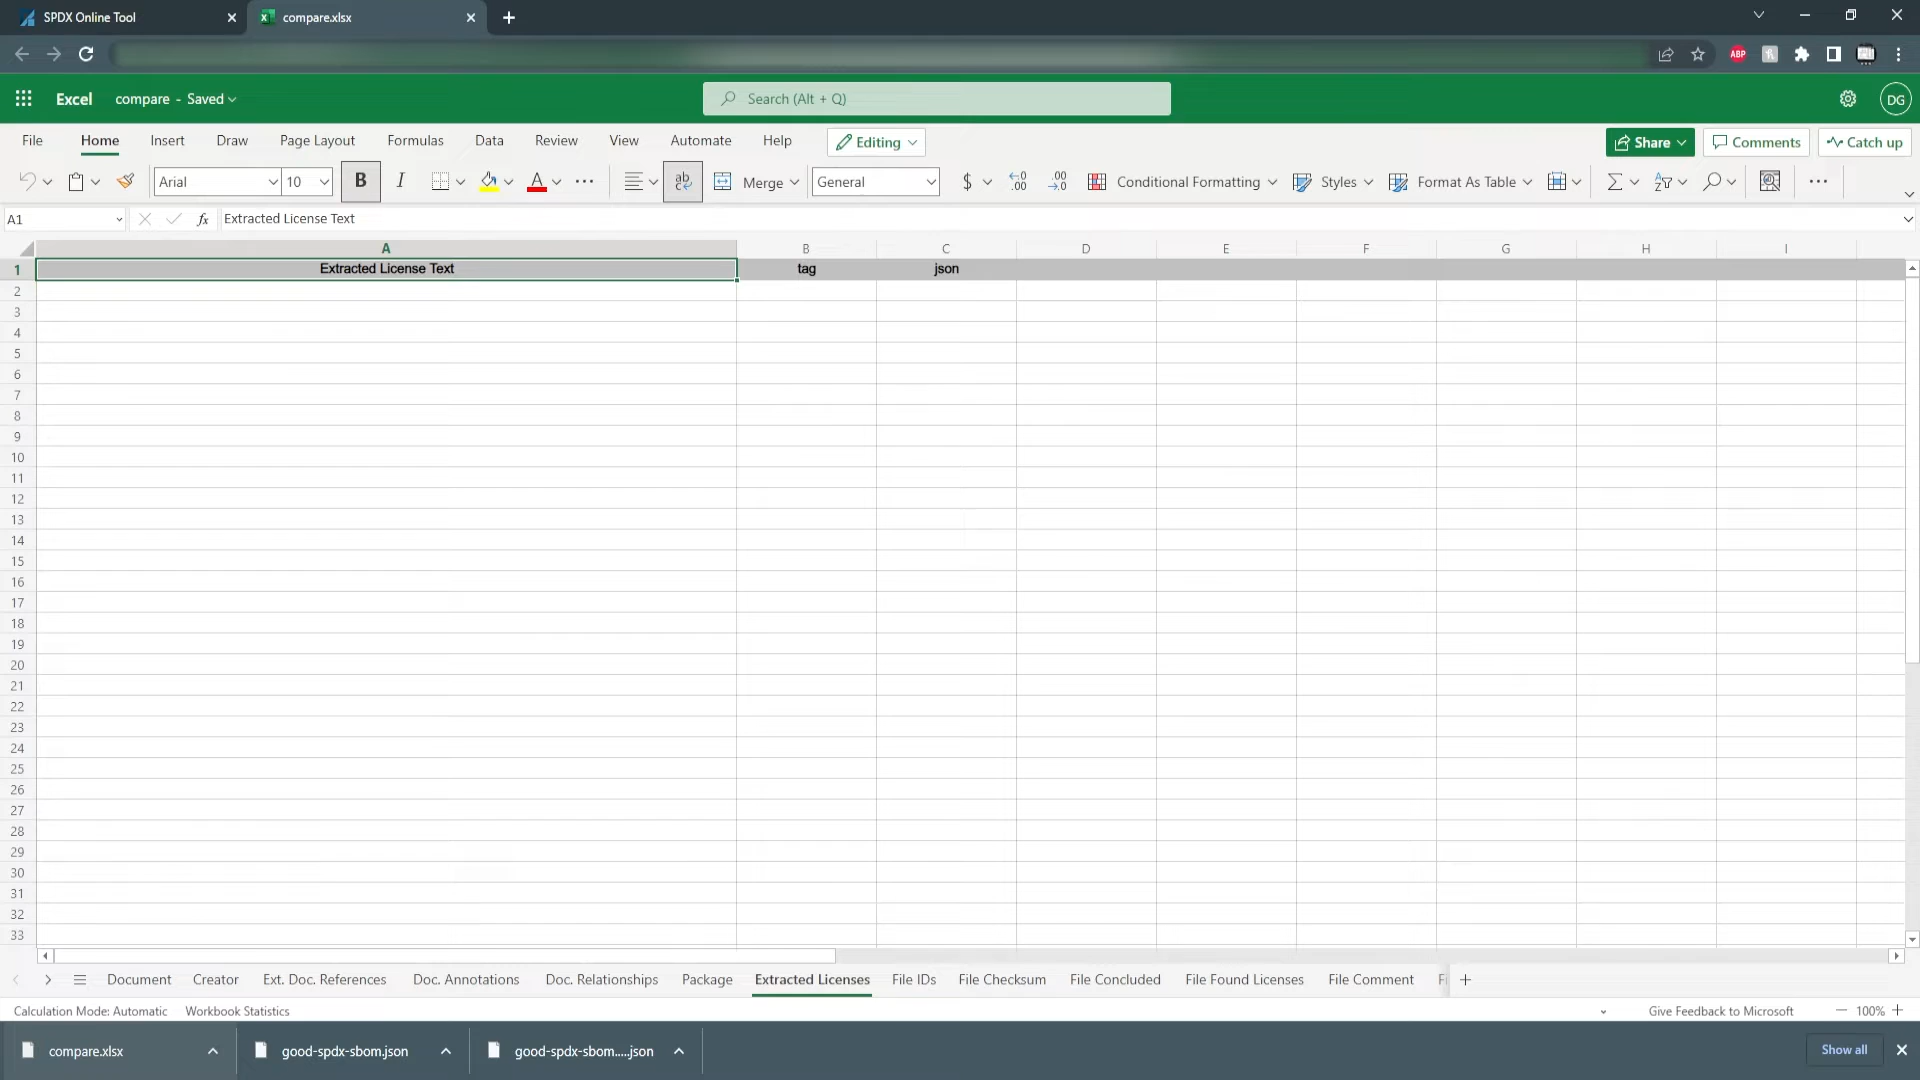 SPDX Online Tool
compare.xlsx
ABP
Excel
compare - Saved
Search (Alt + Q)
DG
File Home Insert Draw Page Layout Formulas Data Review View Automate Help Editing Share Comments Catch up
Arial 10 B I A ab Merge General $ .00 .00 Conditional Formatting Styles Format As Table
A1 fx Extracted License Text
A B C D E F G H I
1 Extracted License Text tag json
2
3
4
5
6
7
8
9
10
11
12
13
14
15
16
17
18
19
20
21
22
23
24
25
26
27
28
29
30
31
32
33
Document Creator Ext. Doc. References Doc. Annotations Doc. Relationships Package Extracted Licenses File IDs File Checksum File Concluded File Found Licenses File Comment
Calculation Mode: Automatic Workbook Statistics Give Feedback to Microsoft 100%
compare.xlsx good-spdx-sbom.json good-spdx-sbom.....json Show all